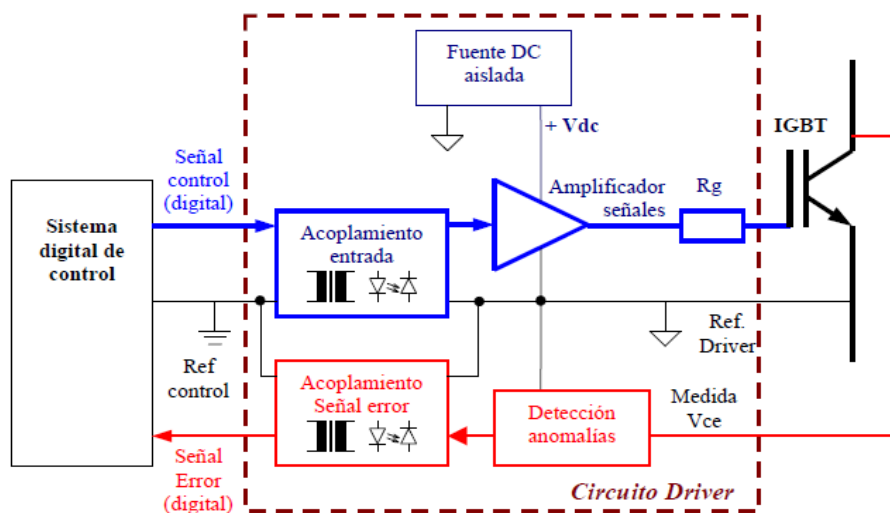 Fuente DC
aislada
+ Vdc
IGBT
Señal
control
(digital)
Amplificador
señales
Rg
Sistema
digital de
control
Acoplamiento
entrada
Ref
control
Ref.
Driver
Acoplamiento
Señal error
Detección
anomalías
Medida
Vce
Señal
Error
(digital)
Circuito Driver